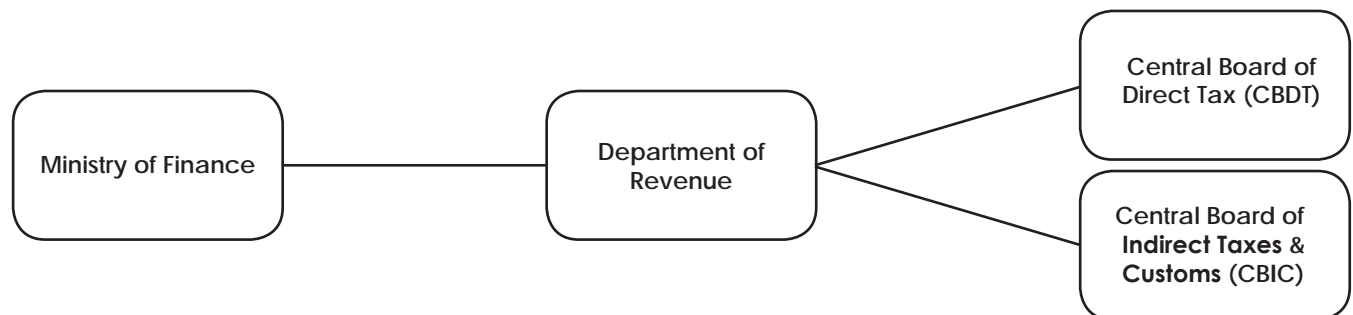 Ministry of Finance
Department of
Revenue
Central Board of
Direct Tax (CBDT)
Central Board of
Indirect Taxes &
Customs (CBIC)